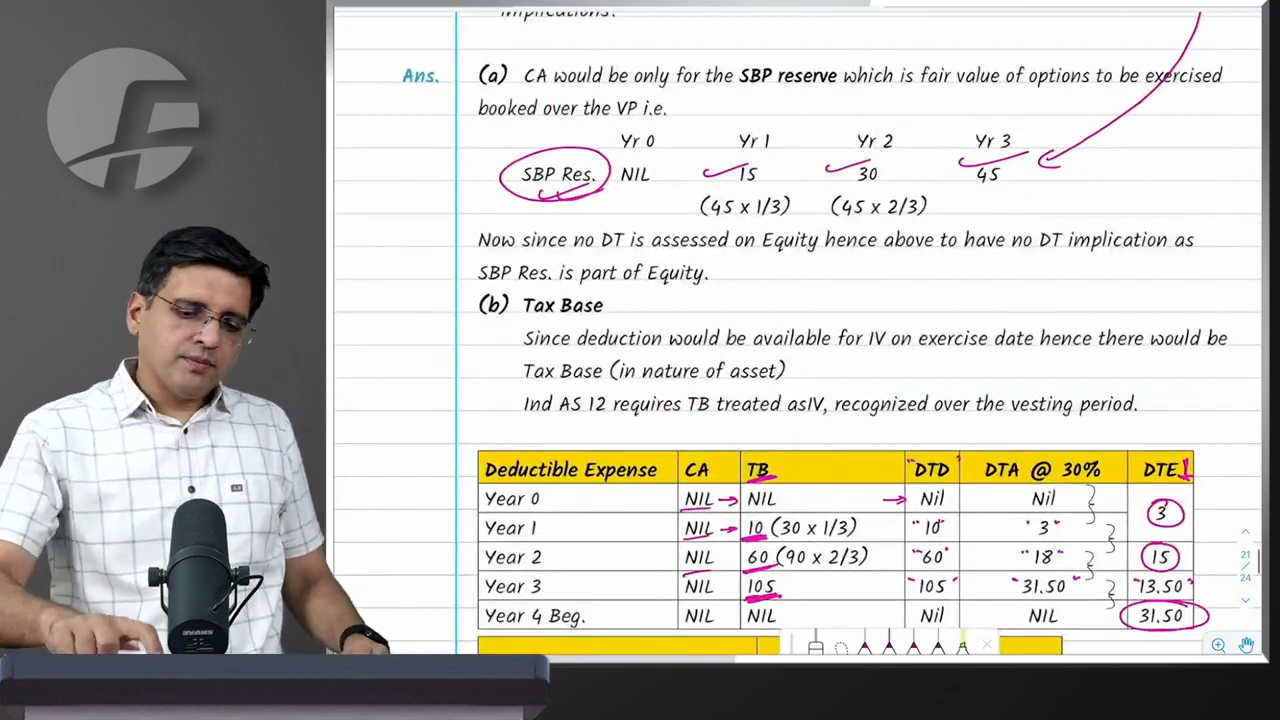 implications.
Ans. (a) CA would be only for the SBP reserve which is fair value of options to be exercised
booked over the VP i.e.
Yr 0 Yr 1 Yr 2 Yr 3
SBP Res. NIL 15 30 45
(45 x 1/3) (45 x 2/3)
Now since no DT is assessed on Equity hence above to have no DT implication as
SBP Res. is part of Equity.
(b) Tax Base
Since deduction would be available for IV on exercise date hence there would be
Tax Base (in nature of asset)
Ind AS 12 requires TB treated asIV, recognized over the vesting period.
Deductible Expense CA TB "DTD" DTA @ 30% DTE
Year 0 NIL NIL Nil Nil
3
Year 1 NIL 10 (30 x 1/3) "10" "3"
Year 2 NIL 60 (90 x 2/3) "60" "18" 15
Year 3 NIL 105 "105" "31.50" "13.50"
Year 4 Beg. NIL NIL Nil NIL 31.50
21
/
24